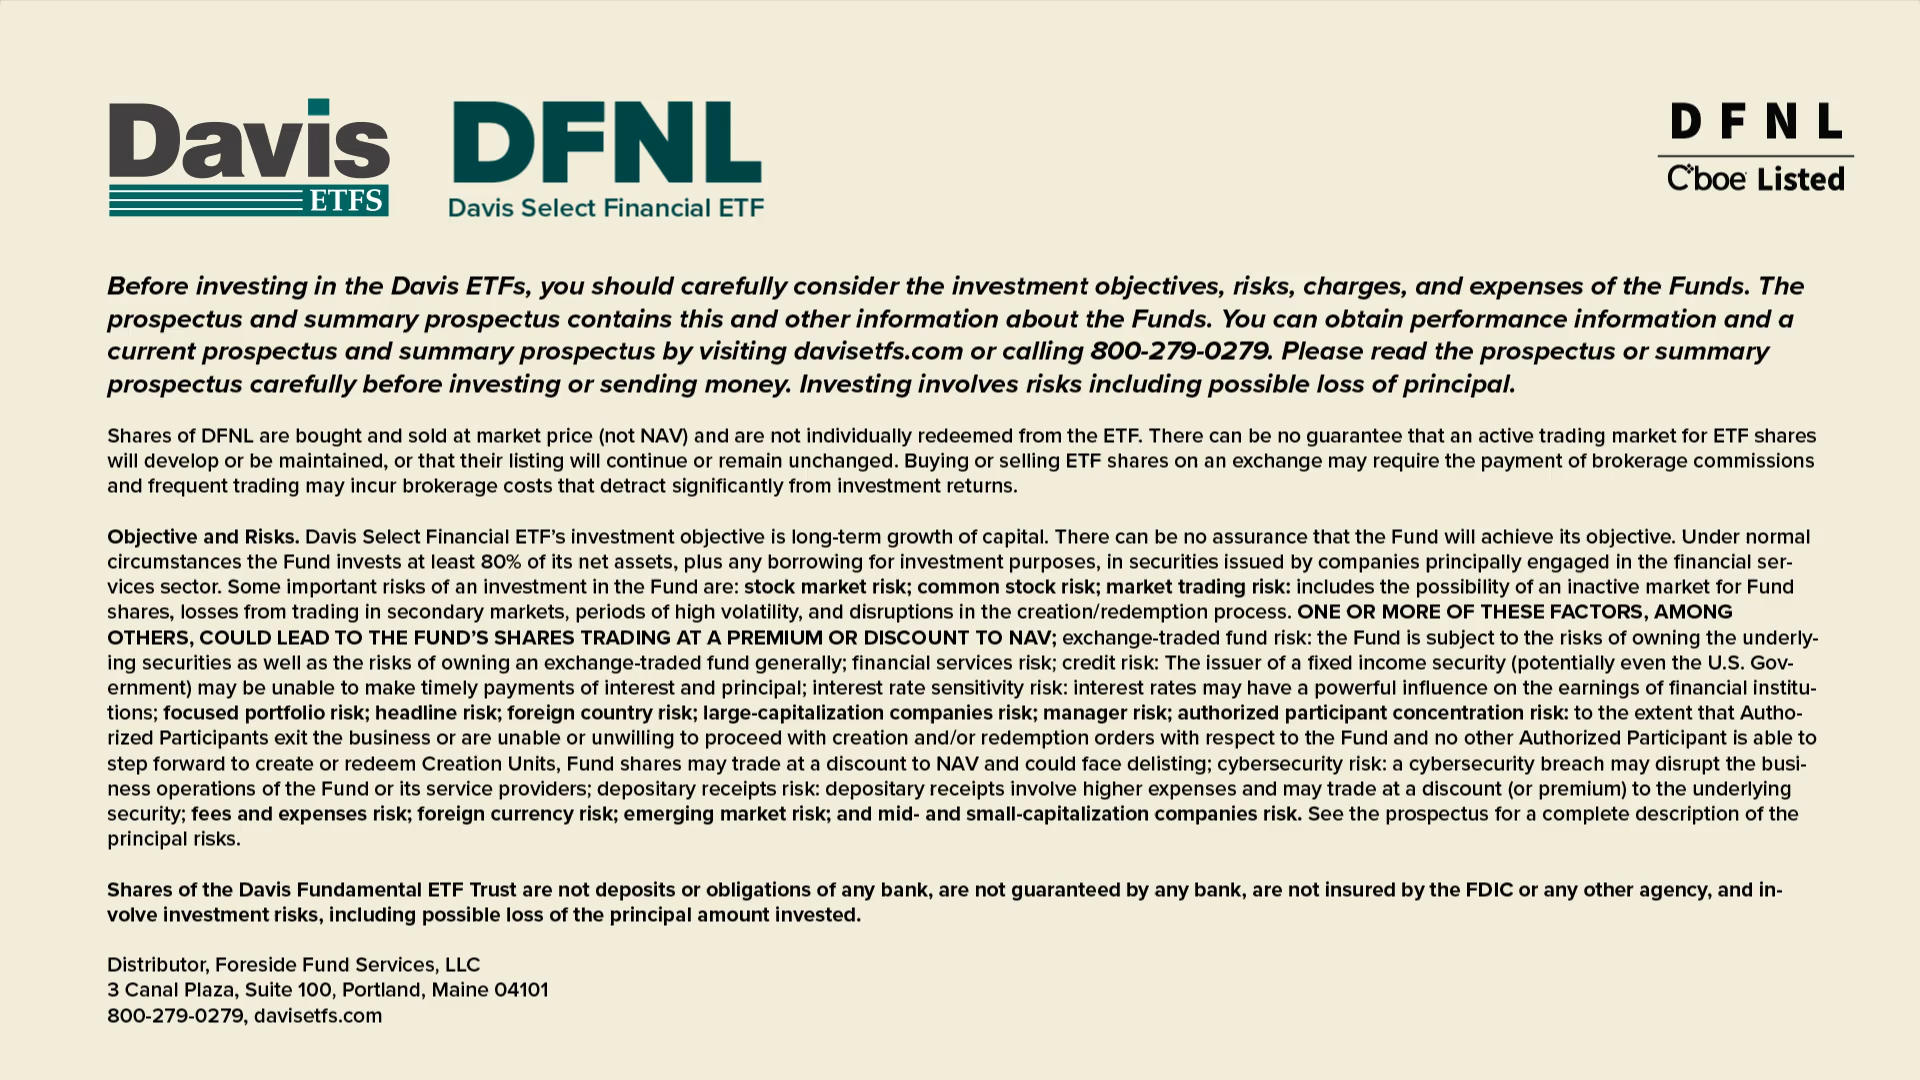 Davis
ETFS
DFNL
Davis Select Financial ETF
D F N L
Cboe Listed
Before investing in the Davis ETFs, you should carefully consider the investment objectives, risks, charges, and expenses of the Funds. The
prospectus and summary prospectus contains this and other information about the Funds. You can obtain performance information and a
current prospectus and summary prospectus by visiting davisetfs.com or calling 800-279-0279. Please read the prospectus or summary
prospectus carefully before investing or sending money. Investing involves risks including possible loss of principal.
Shares of DFNL are bought and sold at market price (not NAV) and are not individually redeemed from the ETF. There can be no guarantee that an active trading market for ETF shares
will develop or be maintained, or that their listing will continue or remain unchanged. Buying or selling ETF shares on an exchange may require the payment of brokerage commissions
and frequent trading may incur brokerage costs that detract significantly from investment returns.
Objective and Risks. Davis Select Financial ETF’s investment objective is long-term growth of capital. There can be no assurance that the Fund will achieve its objective. Under normal
circumstances the Fund invests at least 80% of its net assets, plus any borrowing for investment purposes, in securities issued by companies principally engaged in the financial ser-
vices sector. Some important risks of an investment in the Fund are: stock market risk; common stock risk; market trading risk: includes the possibility of an inactive market for Fund
shares, losses from trading in secondary markets, periods of high volatility, and disruptions in the creation/redemption process. ONE OR MORE OF THESE FACTORS, AMONG
OTHERS, COULD LEAD TO THE FUND’S SHARES TRADING AT A PREMIUM OR DISCOUNT TO NAV; exchange-traded fund risk: the Fund is subject to the risks of owning the underly-
ing securities as well as the risks of owning an exchange-traded fund generally; financial services risk; credit risk: The issuer of a fixed income security (potentially even the U.S. Gov-
ernment) may be unable to make timely payments of interest and principal; interest rate sensitivity risk: interest rates may have a powerful influence on the earnings of financial institu-
tions; focused portfolio risk; headline risk; foreign country risk; large-capitalization companies risk; manager risk; authorized participant concentration risk: to the extent that Autho-
rized Participants exit the business or are unable or unwilling to proceed with creation and/or redemption orders with respect to the Fund and no other Authorized Participant is able to
step forward to create or redeem Creation Units, Fund shares may trade at a discount to NAV and could face delisting; cybersecurity risk: a cybersecurity breach may disrupt the busi-
ness operations of the Fund or its service providers; depositary receipts risk: depositary receipts involve higher expenses and may trade at a discount (or premium) to the underlying
security; fees and expenses risk; foreign currency risk; emerging market risk; and mid- and small-capitalization companies risk. See the prospectus for a complete description of the
principal risks.
Shares of the Davis Fundamental ETF Trust are not deposits or obligations of any bank, are not guaranteed by any bank, are not insured by the FDIC or any other agency, and in-
volve investment risks, including possible loss of the principal amount invested.
Distributor, Foreside Fund Services, LLC
3 Canal Plaza, Suite 100, Portland, Maine 04101
800-279-0279, davisetfs.com